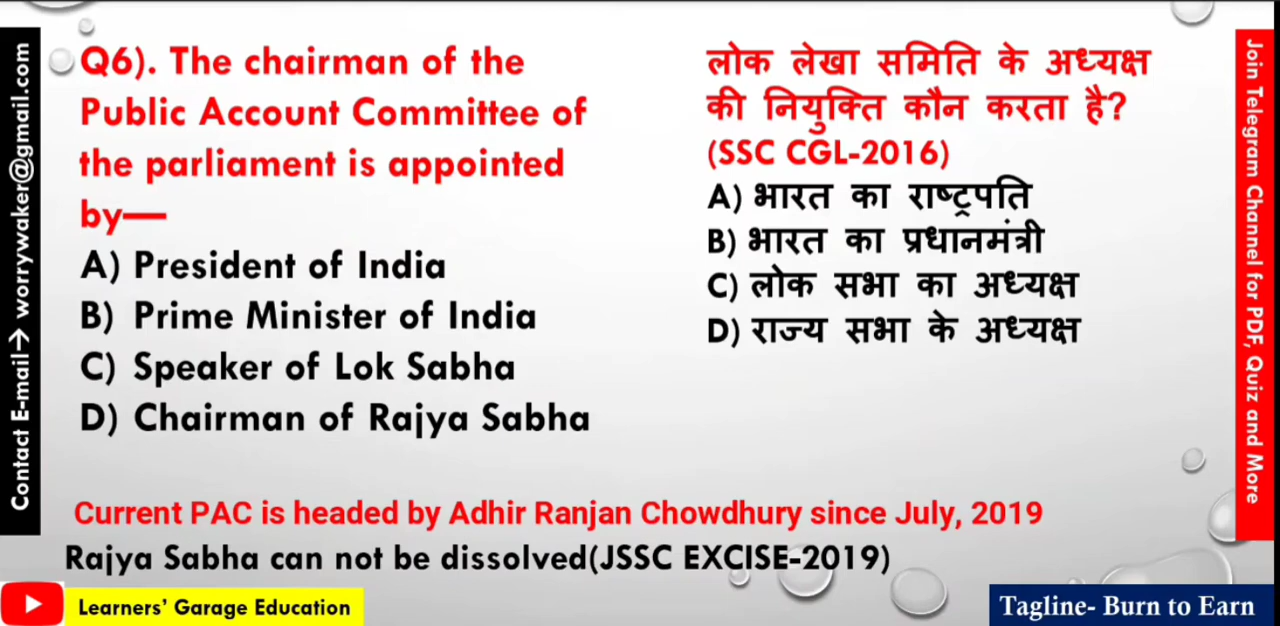 Contact E-mail→ worrywaker@gmail.com
Q6). The chairman of the
Public Account Committee of
the parliament is appointed
by—
A) President of India
B) Prime Minister of India
C) Speaker of Lok Sabha
D) Chairman of Rajya Sabha
लोक लेखा समिति के अध्यक्ष
की नियुक्ति कौन करता है?
(SSC CGL-2016)
A) भारत का राष्ट्रपति
B) भारत का प्रधानमंत्री
C) लोक सभा का अध्यक्ष
D) राज्य सभा के अध्यक्ष
Join Telegram Channel for PDF, Quiz and More
Current PAC is headed by Adhir Ranjan Chowdhury since July, 2019
Rajya Sabha can not be dissolved(JSSC EXCISE-2019)
Learners' Garage Education
Tagline- Burn to Earn